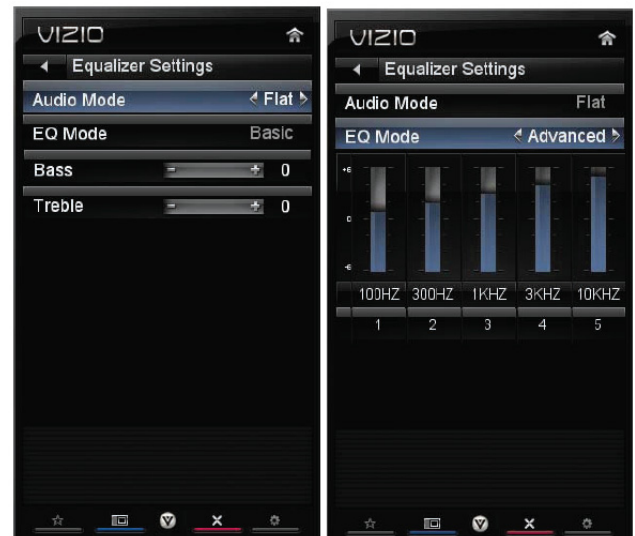 VIZIO
Equalizer Settings
Audio Mode Flat
EQ Mode Basic
Bass - + 0
Treble - + 0
VIZIO
Equalizer Settings
Audio Mode Flat
EQ Mode Advanced
+6
0
-6
100HZ 300HZ 1KHZ 3KHZ 10KHZ
1 2 3 4 5